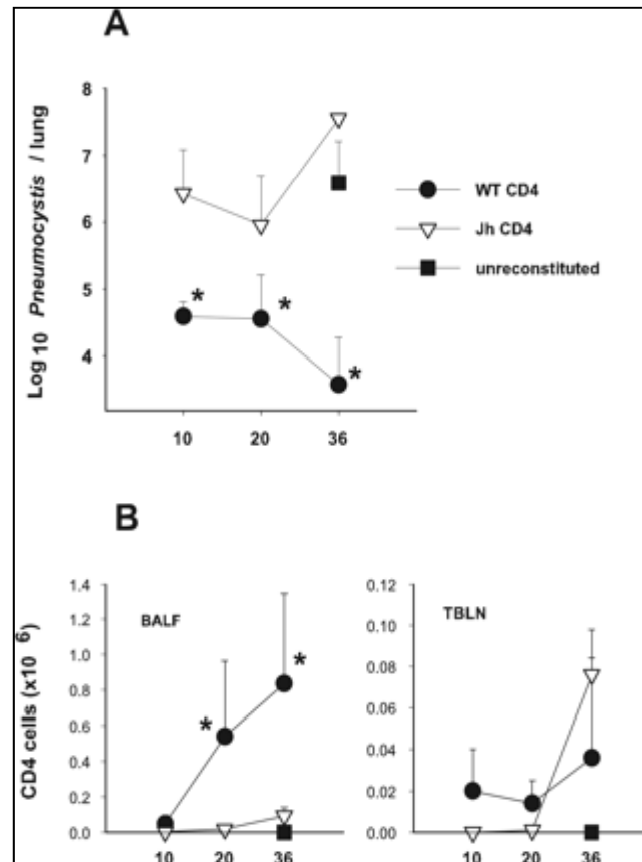 A
Log 10 Pneumocystis / lung
8
7
6
5
4
*
*
*
10 20 36
WT CD4
Jh CD4
unreconstituted
B
CD4 cells (x10 6)
1.4
1.2
1.0
0.8
0.6
0.4
0.2
0.0
BALF
*
*
10 20 36
0.12
0.10
0.08
0.06
0.04
0.02
0.00
TBLN
10 20 36